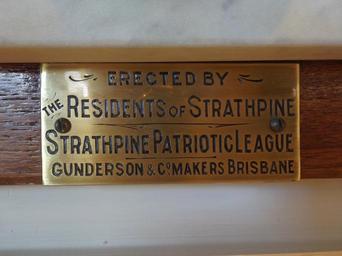 ERECTED BY
THE RESIDENTS OF STRATHPINE
STRATHPINE PATRIOTIC LEAGUE
GUNDERSON & Co MAKERS BRISBANE